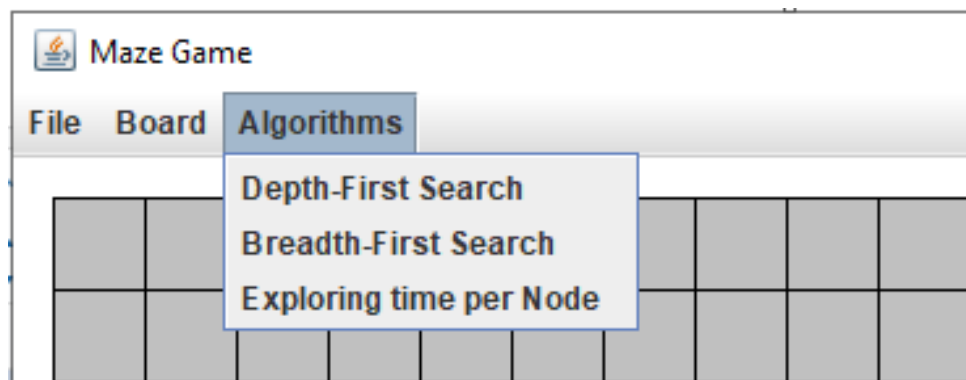 Maze Game
File Board Algorithms
Depth-First Search
Breadth-First Search
Exploring time per Node